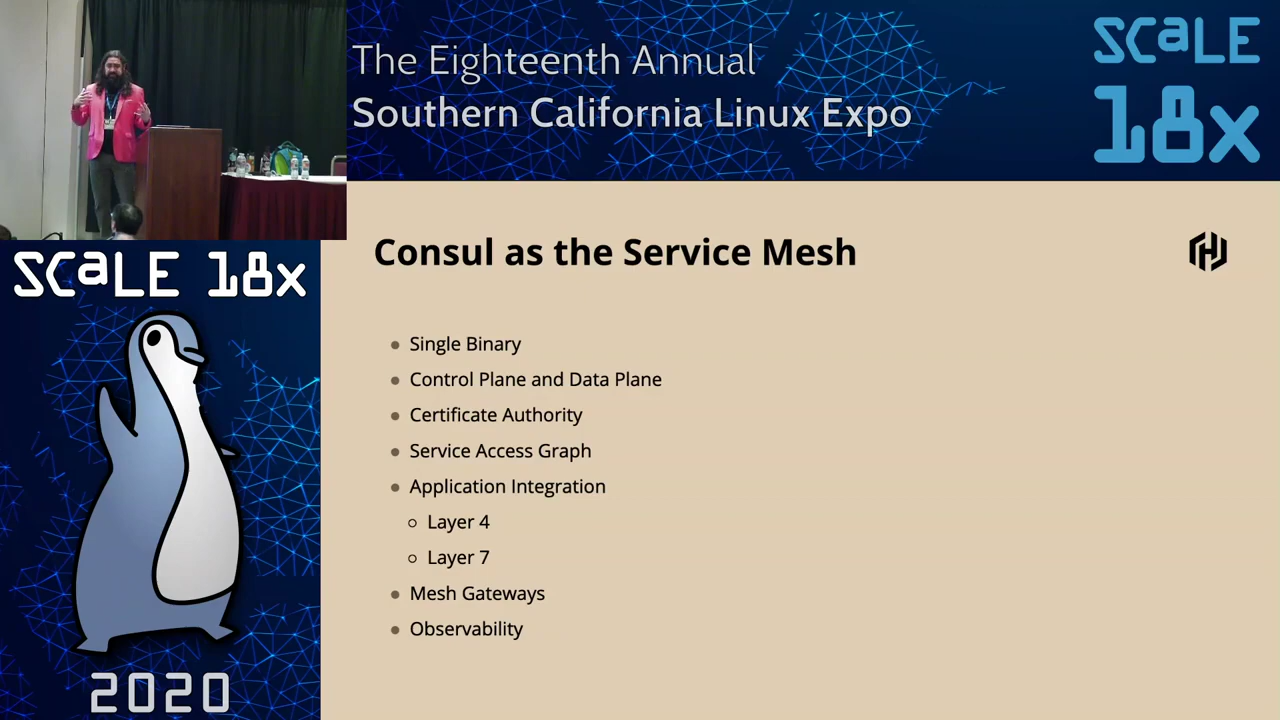 The Eighteenth Annual
Southern California Linux Expo
SCaLE
18x
SCaLE 18x
2020
Consul as the Service Mesh
Single Binary
Control Plane and Data Plane
Certificate Authority
Service Access Graph
Application Integration
Layer 4
Layer 7
Mesh Gateways
Observability